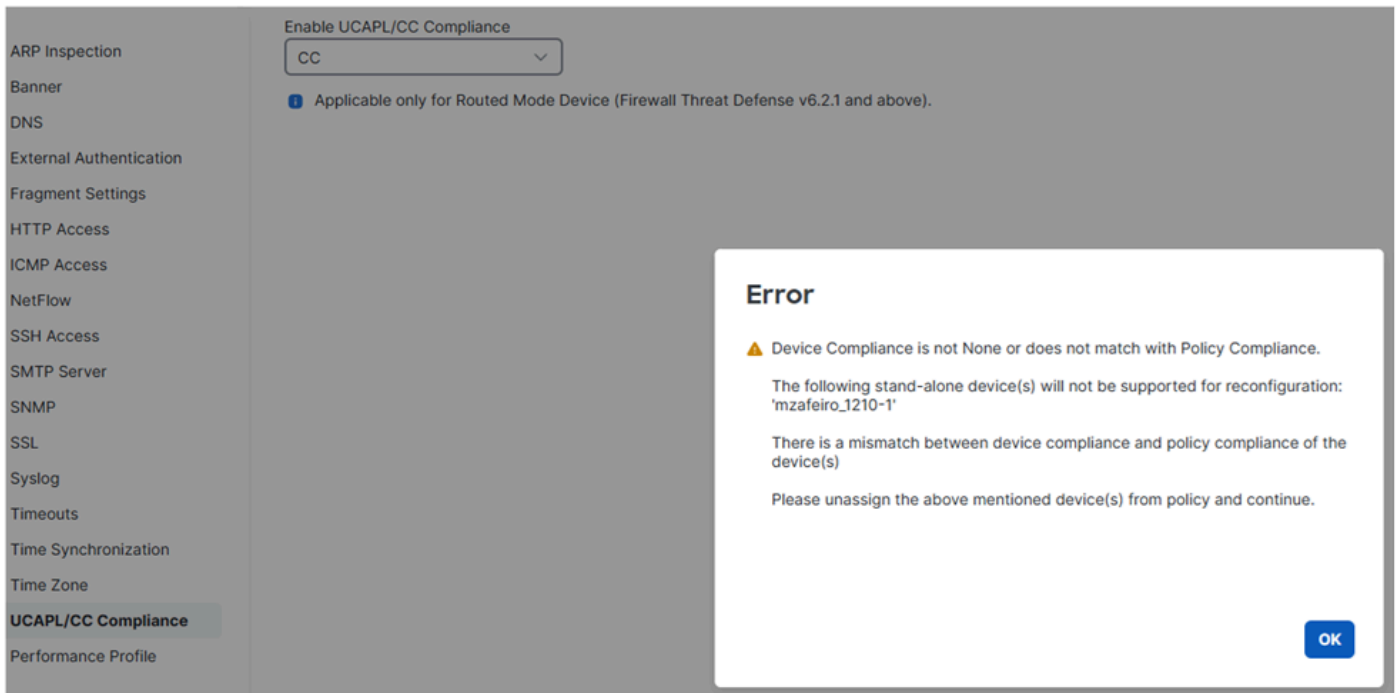 Enable UCAPL/CC Compliance
CC
Applicable only for Routed Mode Device (Firewall Threat Defense v6.2.1 and above).
ARP Inspection
Banner
DNS
External Authentication
Fragment Settings
HTTP Access
ICMP Access
NetFlow
SSH Access
SMTP Server
SNMP
SSL
Syslog
Timeouts
Time Synchronization
Time Zone
UCAPL/CC Compliance
Performance Profile
Error
Device Compliance is not None or does not match with Policy Compliance.
The following stand-alone device(s) will not be supported for reconfiguration:
'mzafeiro_1210-1'
There is a mismatch between device compliance and policy compliance of the
device(s)
Please unassign the above mentioned device(s) from policy and continue.
OK